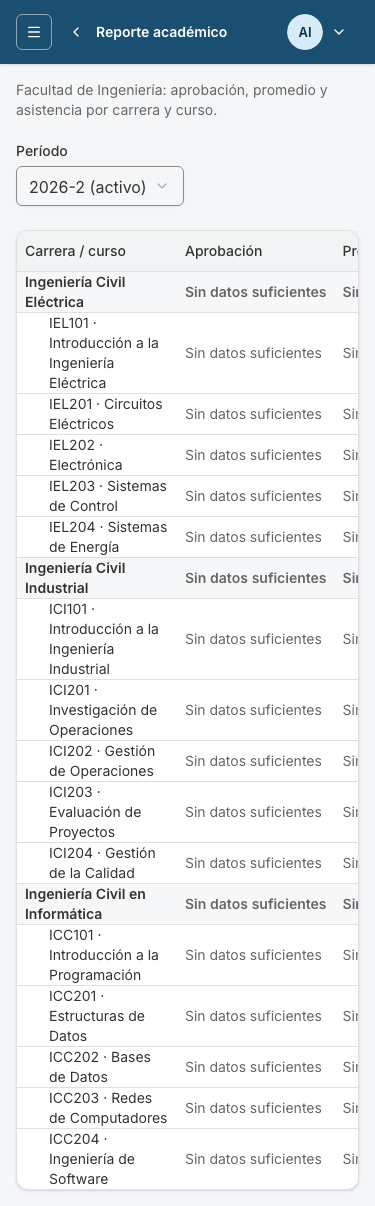 Reporte académico
AI
Facultad de Ingeniería: aprobación, promedio y
asistencia por carrera y curso.
Período
2026-2 (activo)
Carrera / curso Aprobación
Ingeniería Civil
Eléctrica
Sin datos suficientes
IEL101 ·
Introducción a la
Ingeniería
Eléctrica
Sin datos suficientes
IEL201 · Circuitos
Eléctricos
Sin datos suficientes
IEL202 ·
Electrónica
Sin datos suficientes
IEL203 · Sistemas
de Control
Sin datos suficientes
IEL204 · Sistemas
de Energía
Sin datos suficientes
Ingeniería Civil
Industrial
Sin datos suficientes
ICI101 ·
Introducción a la
Ingeniería
Industrial
Sin datos suficientes
ICI201 ·
Investigación de
Operaciones
Sin datos suficientes
ICI202 · Gestión
de Operaciones
Sin datos suficientes
ICI203 ·
Evaluación de
Proyectos
Sin datos suficientes
ICI204 · Gestión
de la Calidad
Sin datos suficientes
Ingeniería Civil en
Informática
Sin datos suficientes
ICC101 ·
Introducción a la
Programación
Sin datos suficientes
ICC201 ·
Estructuras de
Datos
Sin datos suficientes
ICC202 · Bases
de Datos
Sin datos suficientes
ICC203 · Redes
de Computadores
Sin datos suficientes
ICC204 ·
Ingeniería de
Software
Sin datos suficientes